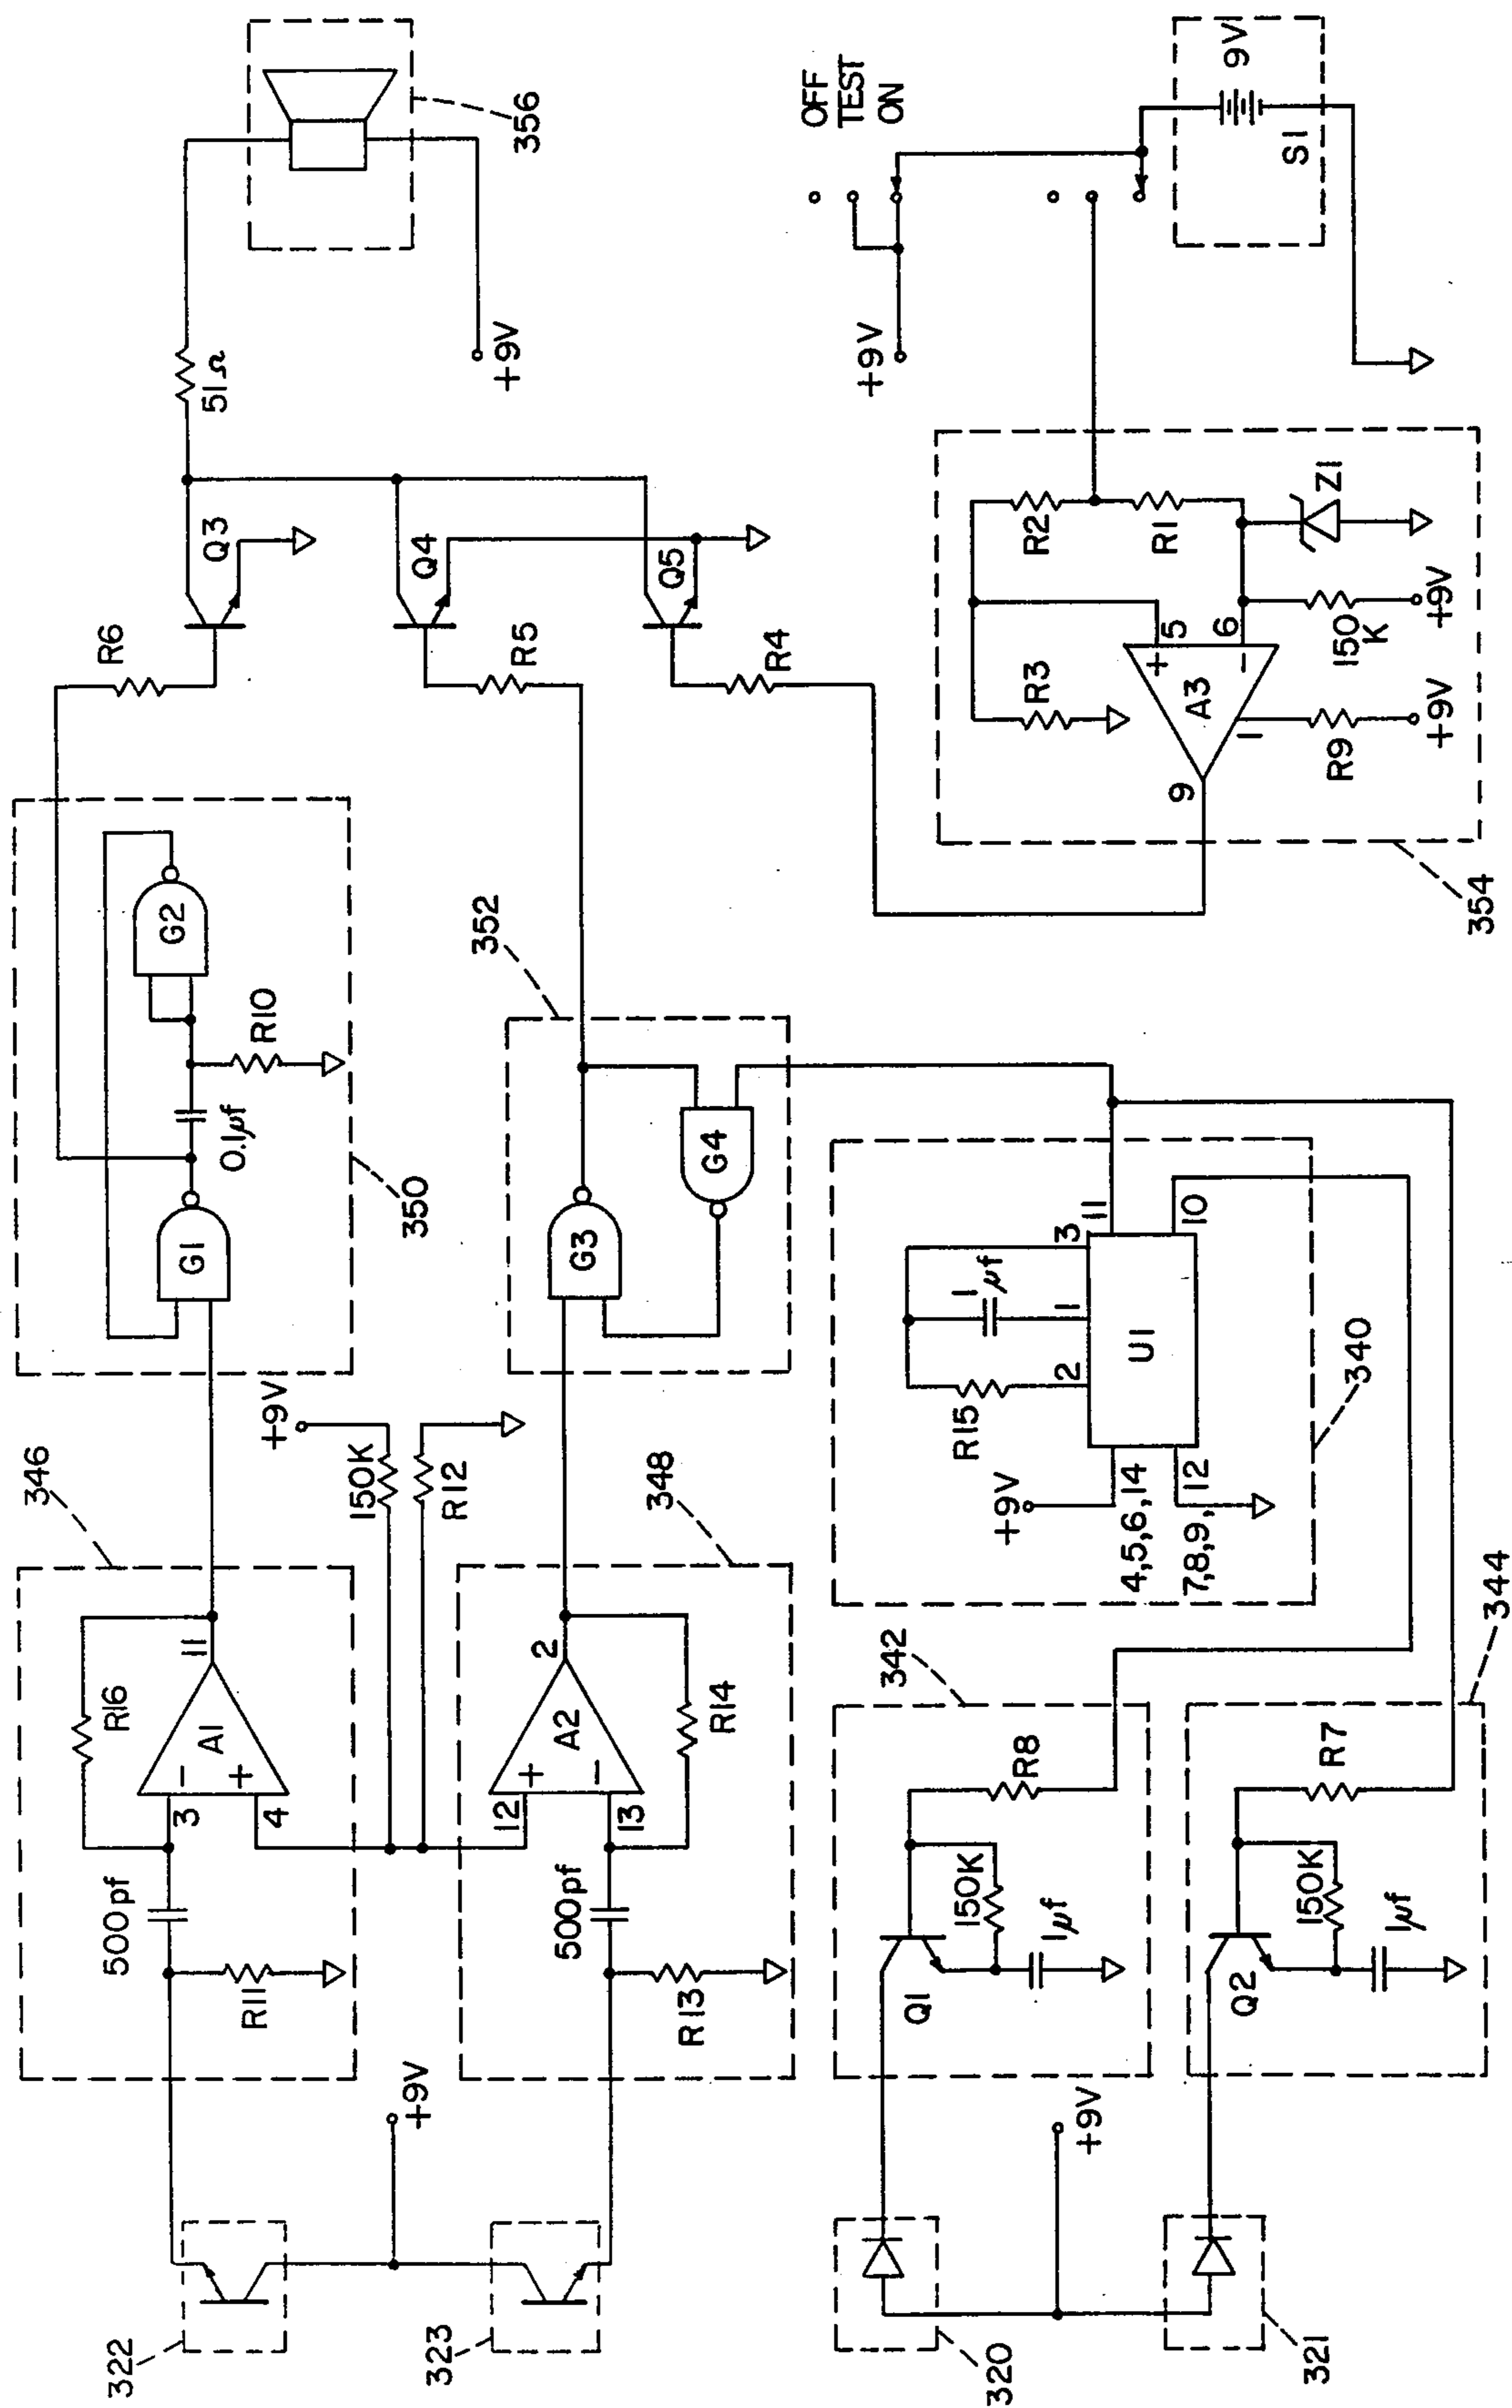 356
51Ω
+9V
OFF
TEST
ON
9V
S1
+9V
Q3
Q4
Q5
R6
R5
R4
R2
R1
Z1
R3
+
5
A3
−
6
1
9
150
K
+9V
R9
+9V
354
G2
R10
0.1μf
G1
350
352
G3
G4
346
+9V
150K
R12
348
R16
11
A1
−
3
+
4
500pf
R11
2
A2
+
12
−
13
R14
500pf
R13
+9V
322
323
3
11
10
1
μf
1
2
U1
R15
+9V
4,5,6,14
7,8,9,12
340
342
R8
150K
1μf
Q1
344
R7
150K
1μf
Q2
+9V
320
321